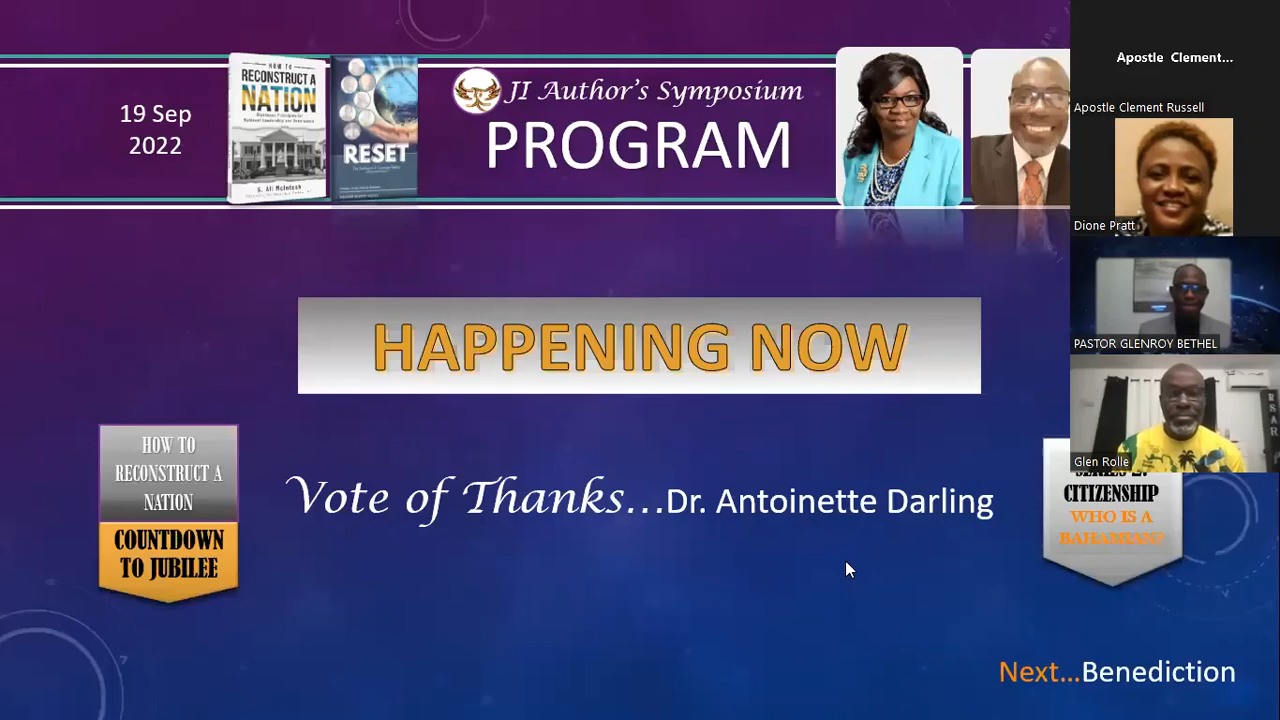 Apostle Clement...
Apostle Clement Russell
19 Sep
2022
HOW TO
RECONSTRUCT A
NATION
S. Ali McIntosh
RESET
JI Author's Symposium
PROGRAM
Dione Pratt
PASTOR GLENROY BETHEL
Glen Rolle
HAPPENING NOW
HOW TO
RECONSTRUCT A
NATION
COUNTDOWN
TO JUBILEE
Vote of Thanks...Dr. Antoinette Darling
CITIZENSHIP
WHO IS A
BAHAMIAN?
Next...Benediction